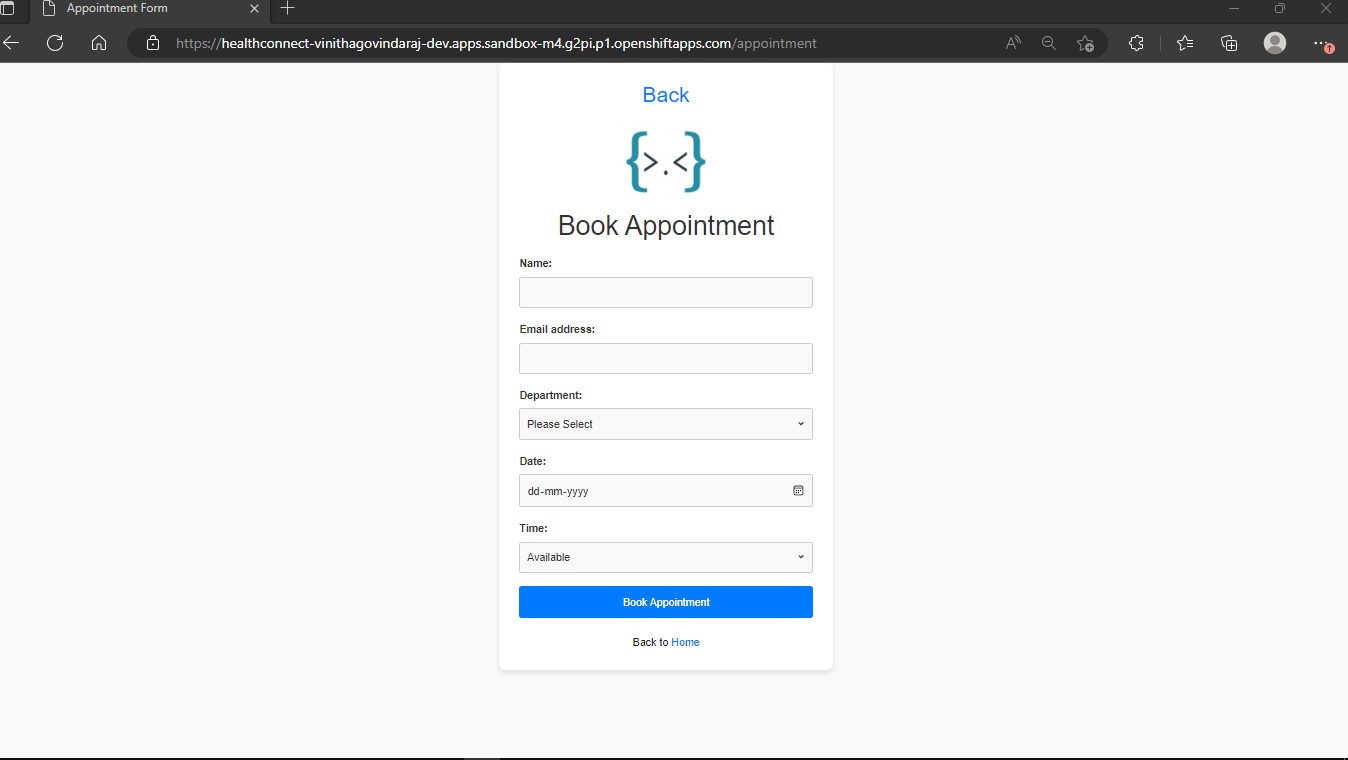 Appointment Form
https://healthconnect-vinithagovindaraj-dev.apps.sandbox-m4.g2pi.p1.openshiftapps.com/appointment
Back
{>.<}
Book Appointment
Name:
Email address:
Department:
Please Select
Date:
dd-mm-yyyy
Time:
Available
Book Appointment
Back to Home